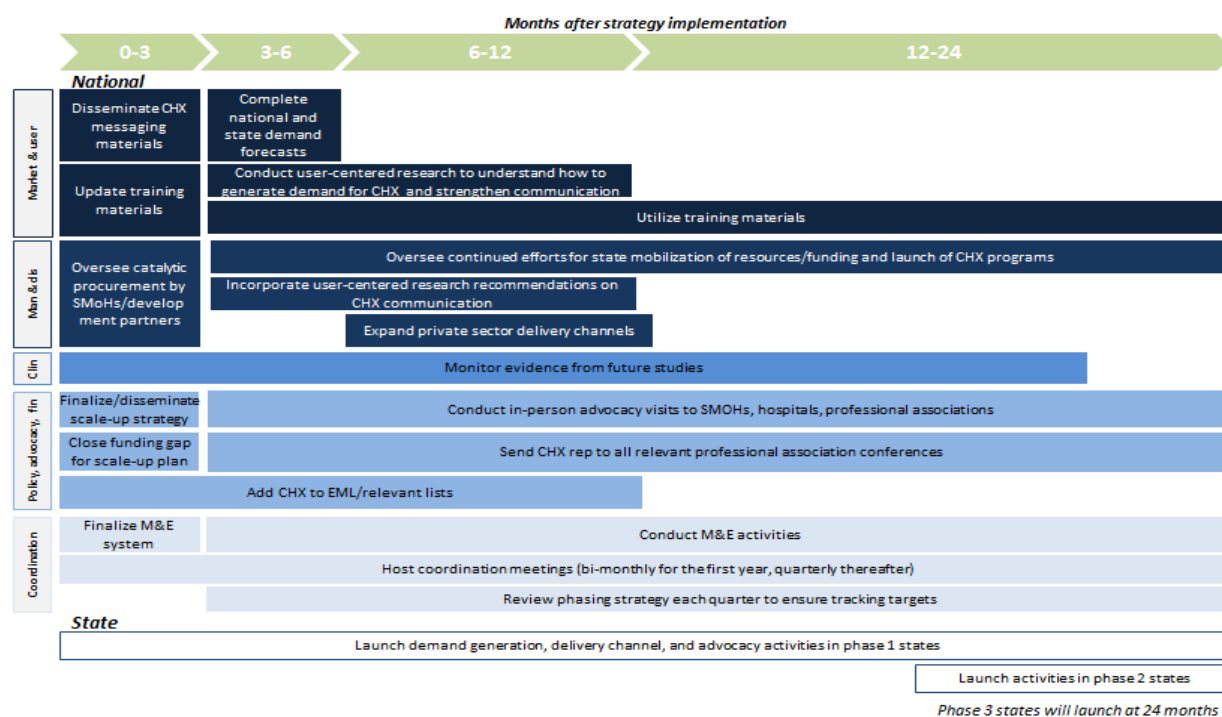 Months after strategy implementation
0-3
3-6
6-12
12-24
National
Market & user
Disseminate CHX
messaging
materials
Complete
national and
state demand
forecasts
Update training
materials
Conduct user-centered research to understand how to
generate demand for CHX and strengthen communication
Utilize training materials
Man & dis
Oversee catalytic
procurement by
SMoHs/develop
ment partners
Oversee continued efforts for state mobilization of resources/funding and launch of CHX programs
Incorporate user-centered research recommendations on
CHX communication
Expand private sector delivery channels
Clin
Monitor evidence from future studies
Policy, advocacy, fin
Finalize/disseminate
scale-up strategy
Conduct in-person advocacy visits to SMOHs, hospitals, professional associations
Close funding gap
for scale-up plan
Send CHX rep to all relevant professional association conferences
Add CHX to EML/relevant lists
Coordination
Finalize M&E
system
Conduct M&E activities
Host coordination meetings (bi-monthly for the first year, quarterly thereafter)
Review phasing strategy each quarter to ensure tracking targets
State
Launch demand generation, delivery channel, and advocacy activities in phase 1 states
Launch activities in phase 2 states
Phase 3 states will launch at 24 months